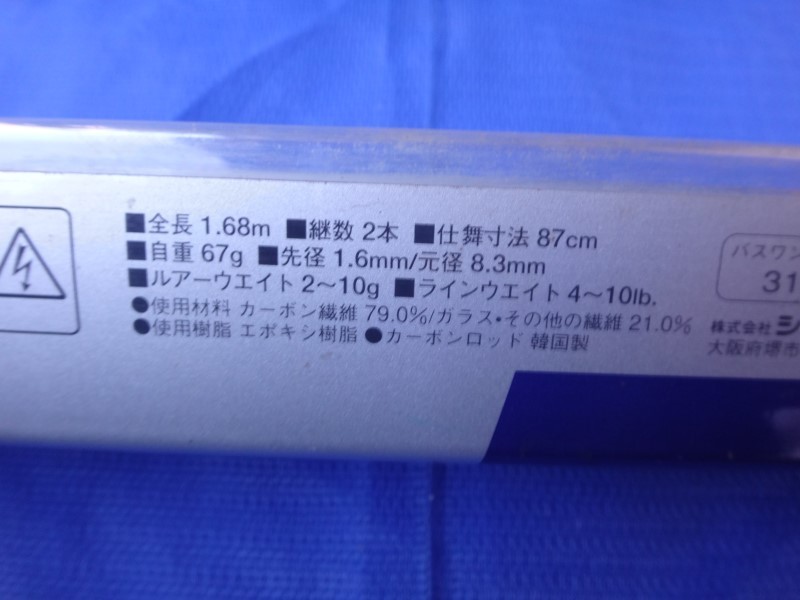 ■全長 1.68m ■継数 2本 ■仕舞寸法 87cm
■自重 67g ■先径 1.6mm/元径 8.3mm
■ルアーウエイト 2〜10g ■ラインウエイト 4〜10lb.
●使用材料 カーボン繊維 79.0%/ガラス・その他の繊維 21.0%
●使用樹脂 エポキシ樹脂 ●カーボンロッド 韓国製
バスワン
31
株式会社 シ
大阪府堺市